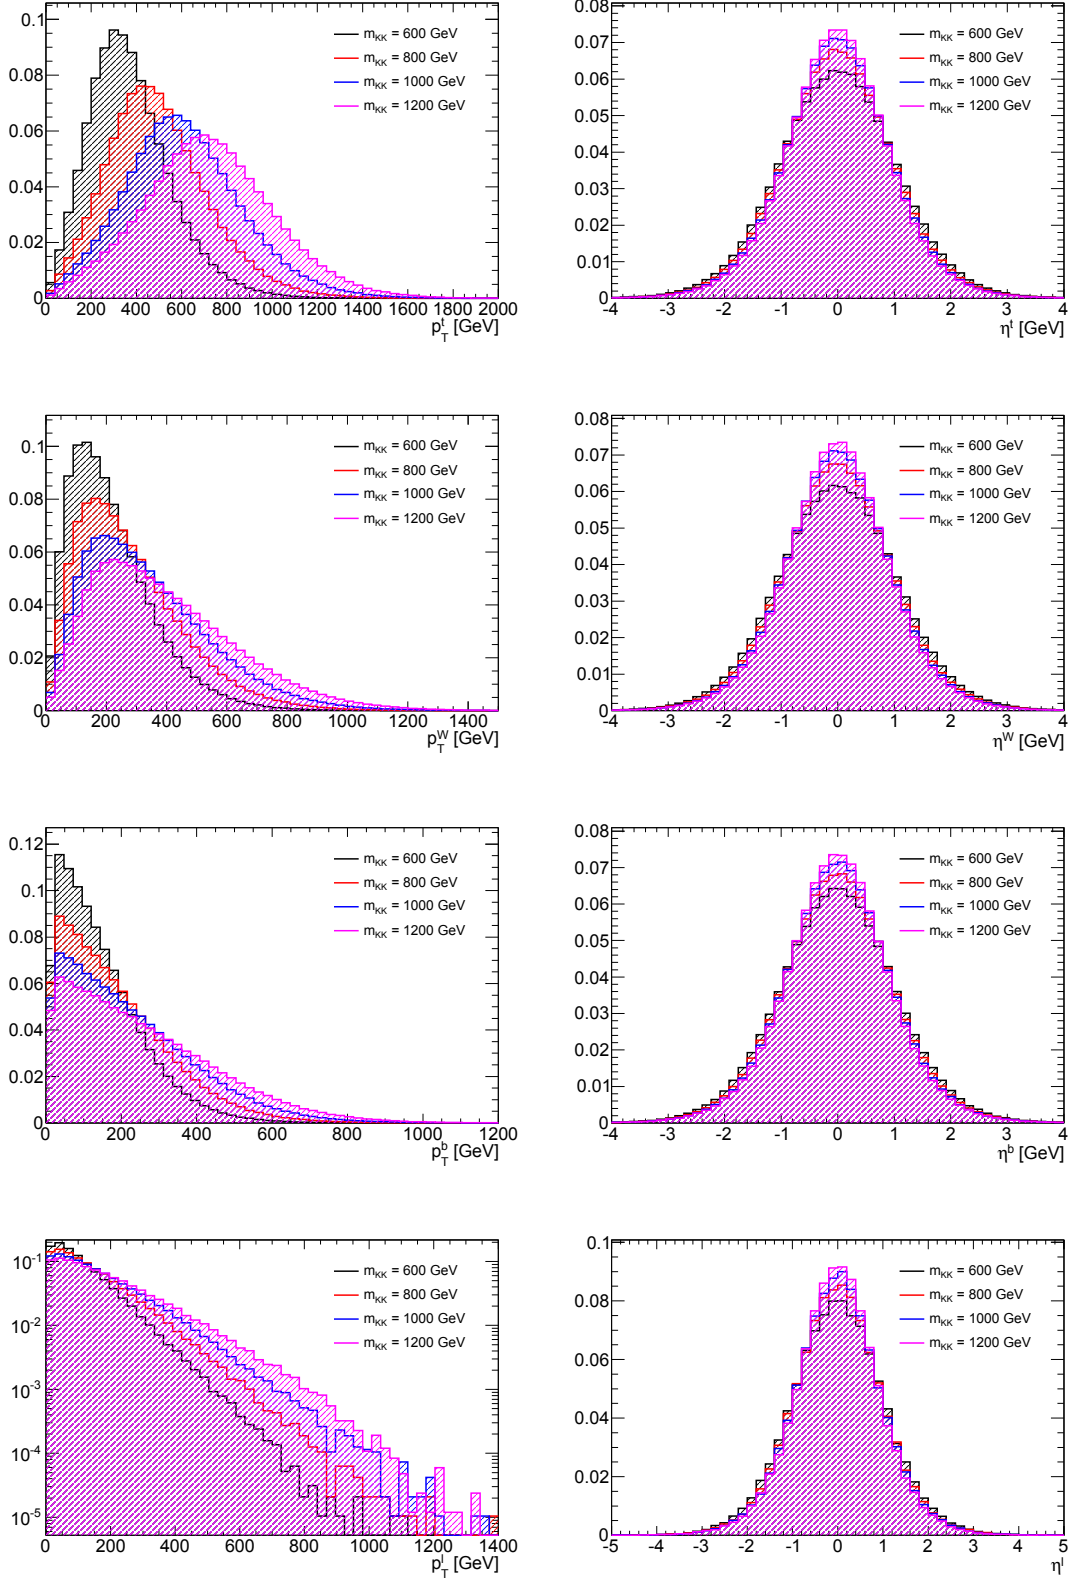 0.1
0.08
0.06
0.04
0.02
0
0 200 400 600 800 1000 1200 1400 1600 1800 2000
p_T^t [GeV]
m_KK = 600 GeV
m_KK = 800 GeV
m_KK = 1000 GeV
m_KK = 1200 GeV
0.08
0.07
0.06
0.05
0.04
0.03
0.02
0.01
0
-4 -3 -2 -1 0 1 2 3 4
η^t [GeV]
m_KK = 600 GeV
m_KK = 800 GeV
m_KK = 1000 GeV
m_KK = 1200 GeV
0.1
0.08
0.06
0.04
0.02
0
0 200 400 600 800 1000 1200 1400
p_T^W [GeV]
m_KK = 600 GeV
m_KK = 800 GeV
m_KK = 1000 GeV
m_KK = 1200 GeV
0.08
0.07
0.06
0.05
0.04
0.03
0.02
0.01
0
-4 -3 -2 -1 0 1 2 3 4
η^W [GeV]
m_KK = 600 GeV
m_KK = 800 GeV
m_KK = 1000 GeV
m_KK = 1200 GeV
0.12
0.1
0.08
0.06
0.04
0.02
0
0 200 400 600 800 1000 1200
p_T^b [GeV]
m_KK = 600 GeV
m_KK = 800 GeV
m_KK = 1000 GeV
m_KK = 1200 GeV
0.08
0.07
0.06
0.05
0.04
0.03
0.02
0.01
0
-4 -3 -2 -1 0 1 2 3 4
η^b [GeV]
m_KK = 600 GeV
m_KK = 800 GeV
m_KK = 1000 GeV
m_KK = 1200 GeV
10^-1
10^-2
10^-3
10^-4
10^-5
0 200 400 600 800 1000 1200 1400
p_T^l [GeV]
m_KK = 600 GeV
m_KK = 800 GeV
m_KK = 1000 GeV
m_KK = 1200 GeV
0.1
0.08
0.06
0.04
0.02
0
-5 -4 -3 -2 -1 0 1 2 3 4 5
η^l
m_KK = 600 GeV
m_KK = 800 GeV
m_KK = 1000 GeV
m_KK = 1200 GeV